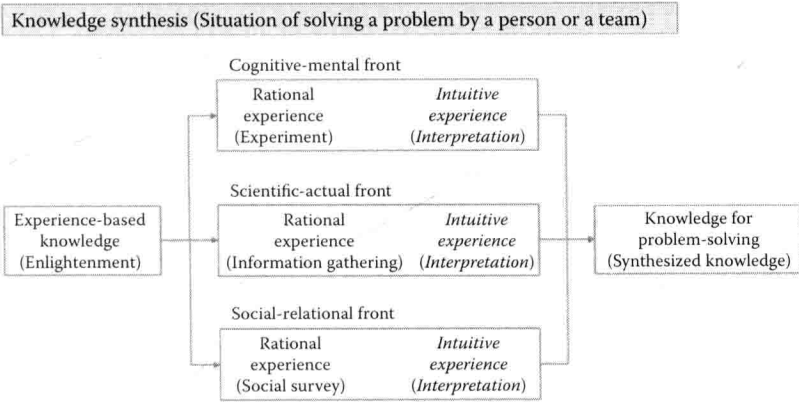 Knowledge synthesis (Situation of solving a problem by a person or a team)
Cognitive-mental front
Rational
experience
(Experiment)
Intuitive
experience
(Interpretation)
Scientific-actual front
Experience-based
knowledge
(Enlightenment)
Rational
experience
(Information gathering)
Intuitive
experience
(Interpretation)
Knowledge for
problem-solving
(Synthesized knowledge)
Social-relational front
Rational
experience
(Social survey)
Intuitive
experience
(Interpretation)